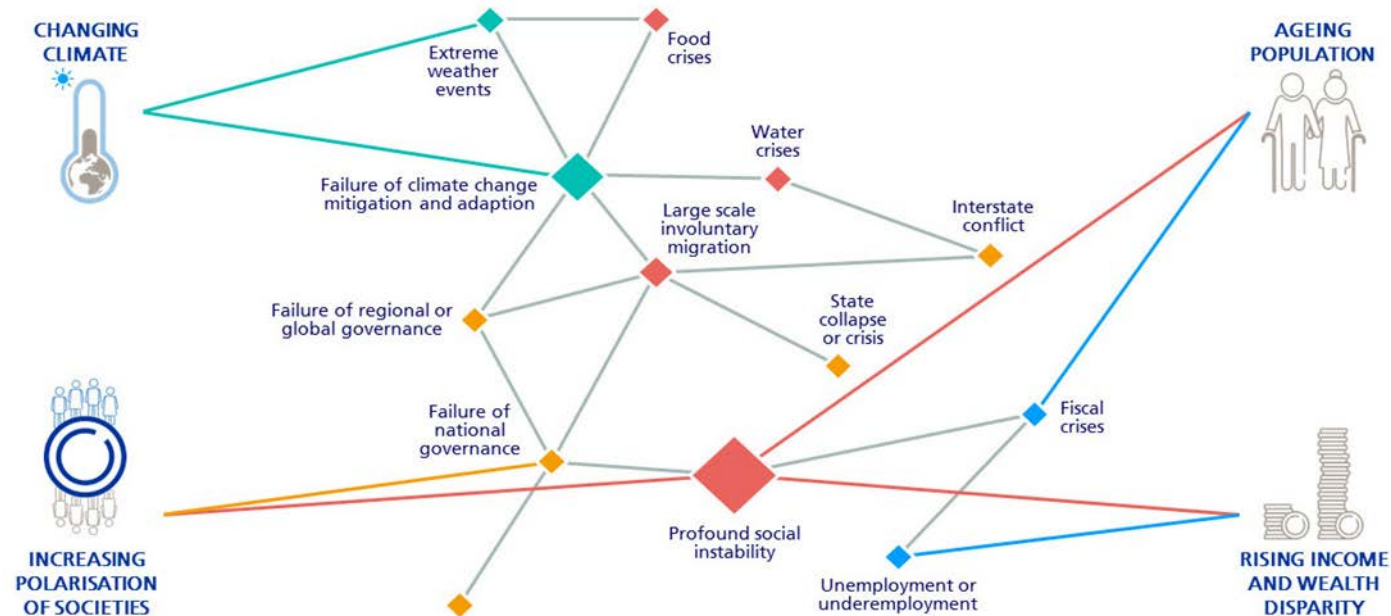 CHANGING
CLIMATE
Extreme
weather
events
Food
crises
AGEING
POPULATION
Water
crises
Failure of climate change
mitigation and adaption
Large scale
involuntary
migration
Interstate
conflict
Failure of regional or
global governance
State
collapse
or crisis
Failure of
national
governance
Fiscal
crises
Profound social
instability
INCREASING
POLARISATION
OF SOCIETIES
Unemployment or
underemployment
RISING INCOME
AND WEALTH
DISPARITY